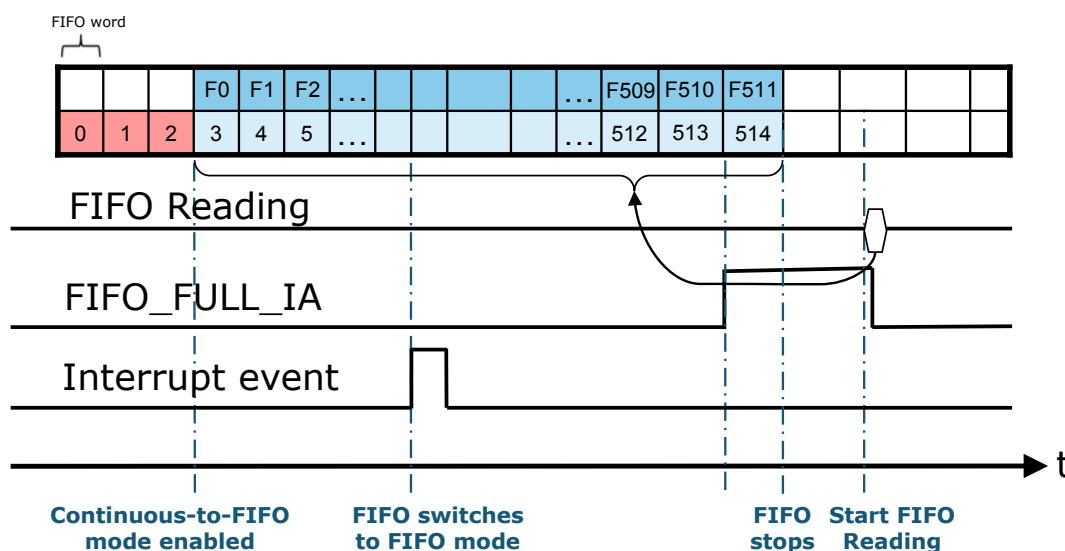 FIFO word
F0 F1 F2 ... ... F509 F510 F511
0 1 2 3 4 5 ... ... 512 513 514
FIFO Reading
FIFO_FULL_IA
Interrupt event
t
Continuous-to-FIFO
mode enabled
FIFO switches
to FIFO mode
FIFO
stops
Start FIFO
Reading